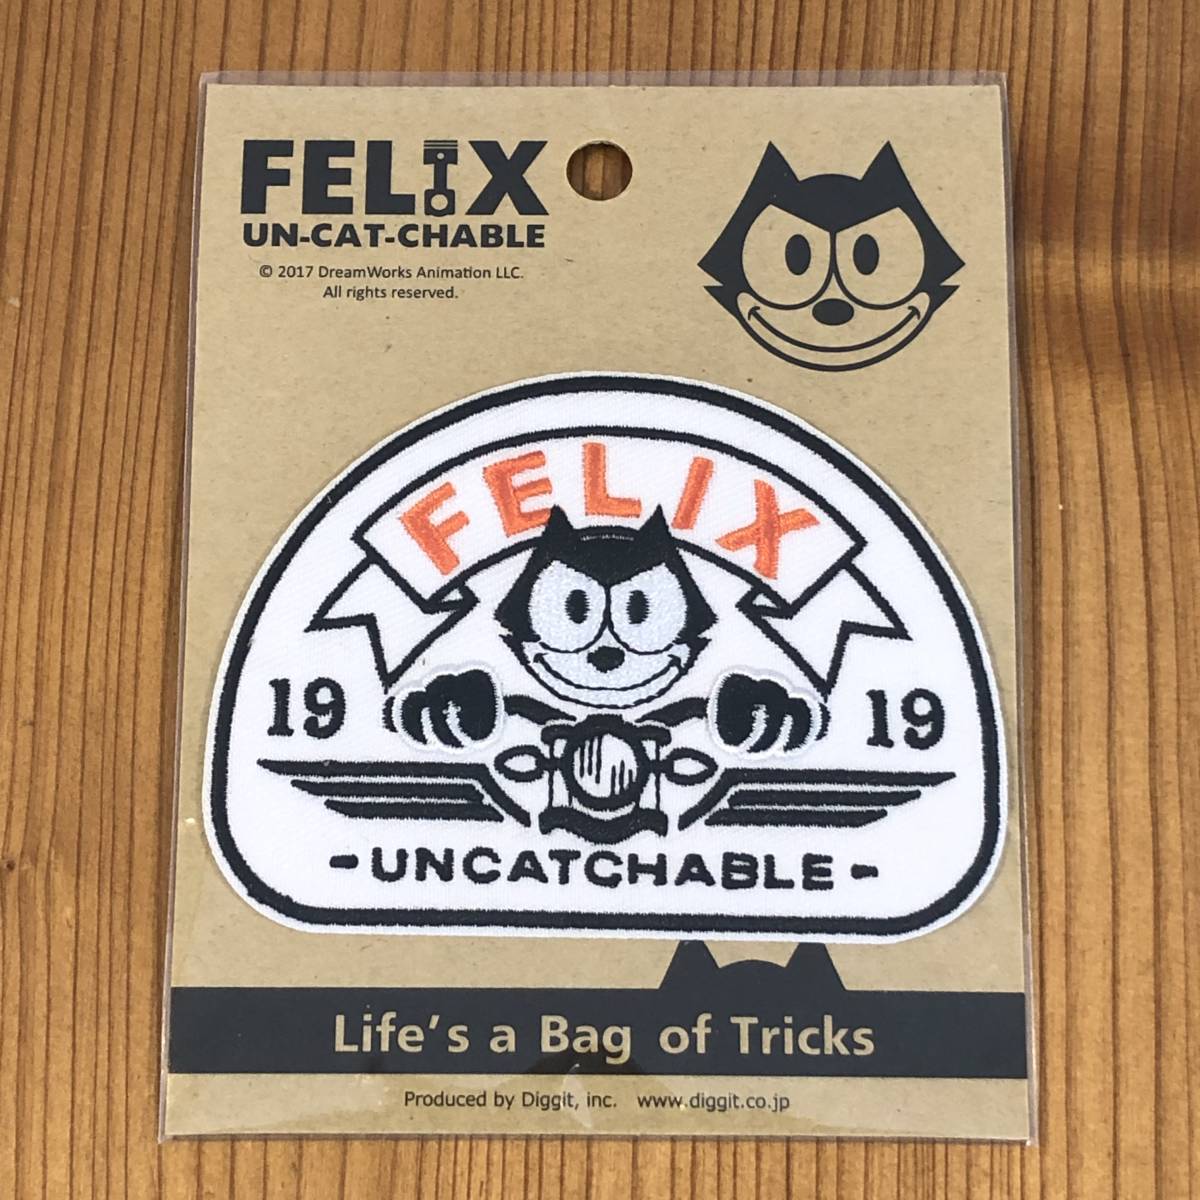 FELIX
UN-CAT-CHABLE
© 2017 DreamWorks Animation LLC.
All rights reserved.
FELIX
19 19
-UNCATCHABLE-
Life's a Bag of Tricks
Produced by Diggit, inc. www.diggit.co.jp